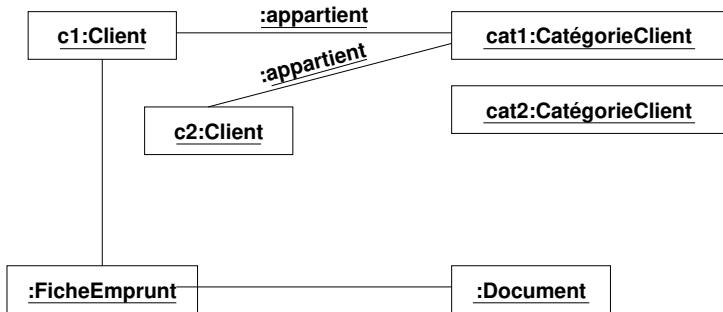 :appartient
c1:Client
cat1:CatégorieClient
:appartient
cat2:CatégorieClient
c2:Client
:FicheEmprunt
:Document